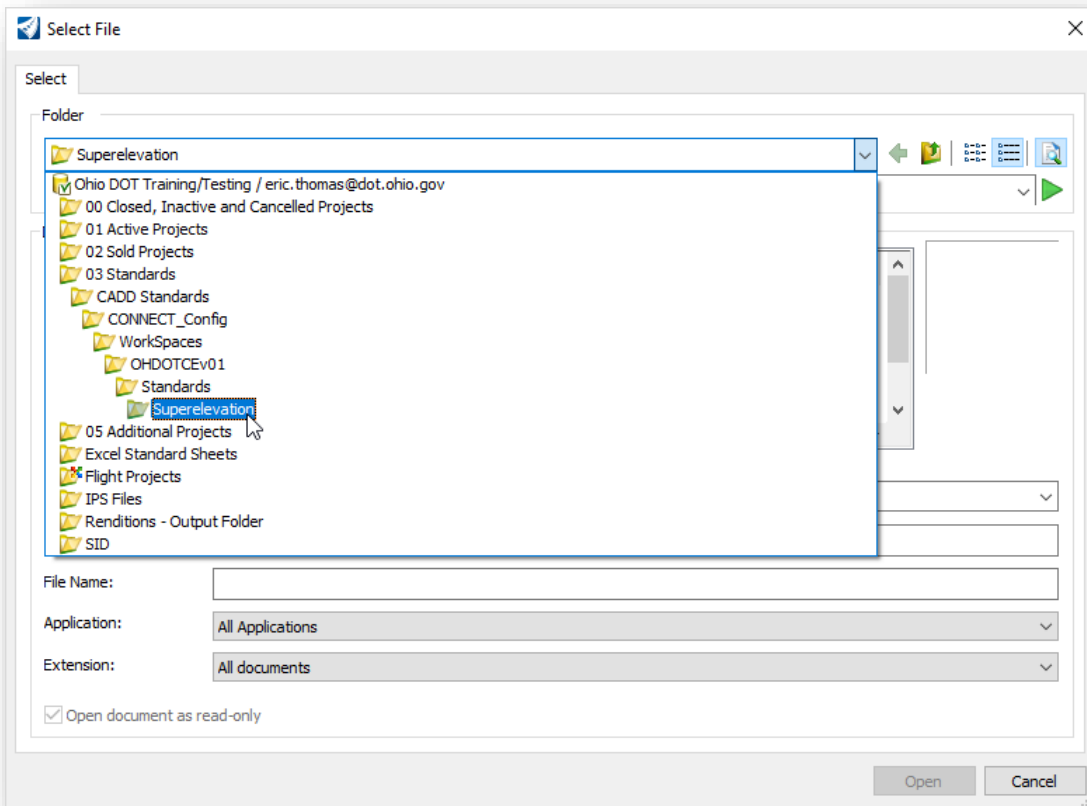 Select File
Select
Folder
Superelevation
Ohio DOT Training/Testing / eric.thomas@dot.ohio.gov
00 Closed, Inactive and Cancelled Projects
01 Active Projects
02 Sold Projects
03 Standards
CADD Standards
CONNECT_Config
WorkSpaces
OHDOTCEv01
Standards
Superelevation
05 Additional Projects
Excel Standard Sheets
Flight Projects
IPS Files
Renditions - Output Folder
SID
File Name:
Application: All Applications
Extension: All documents
Open document as read-only
Open Cancel